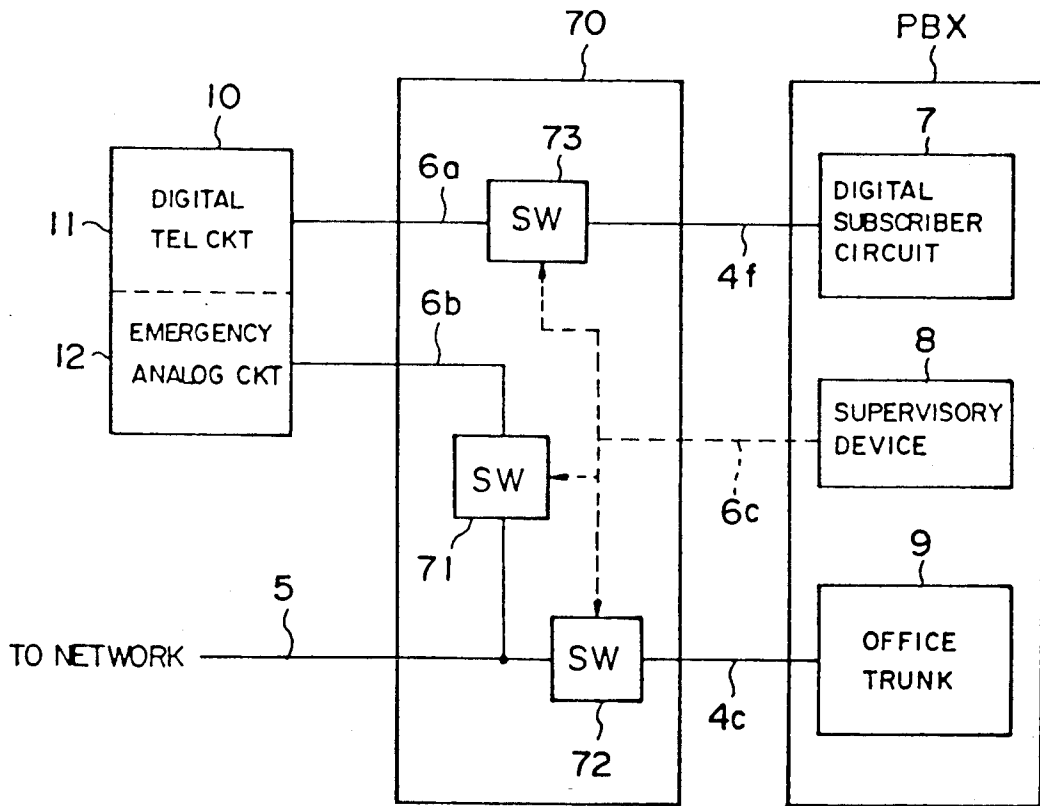 70
PBX
10
7
73
6a
DIGITAL
TEL CKT
11
SW
DIGITAL
SUBSCRIBER
CIRCUIT
4f
6b
EMERGENCY
ANALOG CKT
12
8
SUPERVISORY
DEVICE
SW
6c
71
9
5
TO NETWORK
SW
OFFICE
TRUNK
4c
72